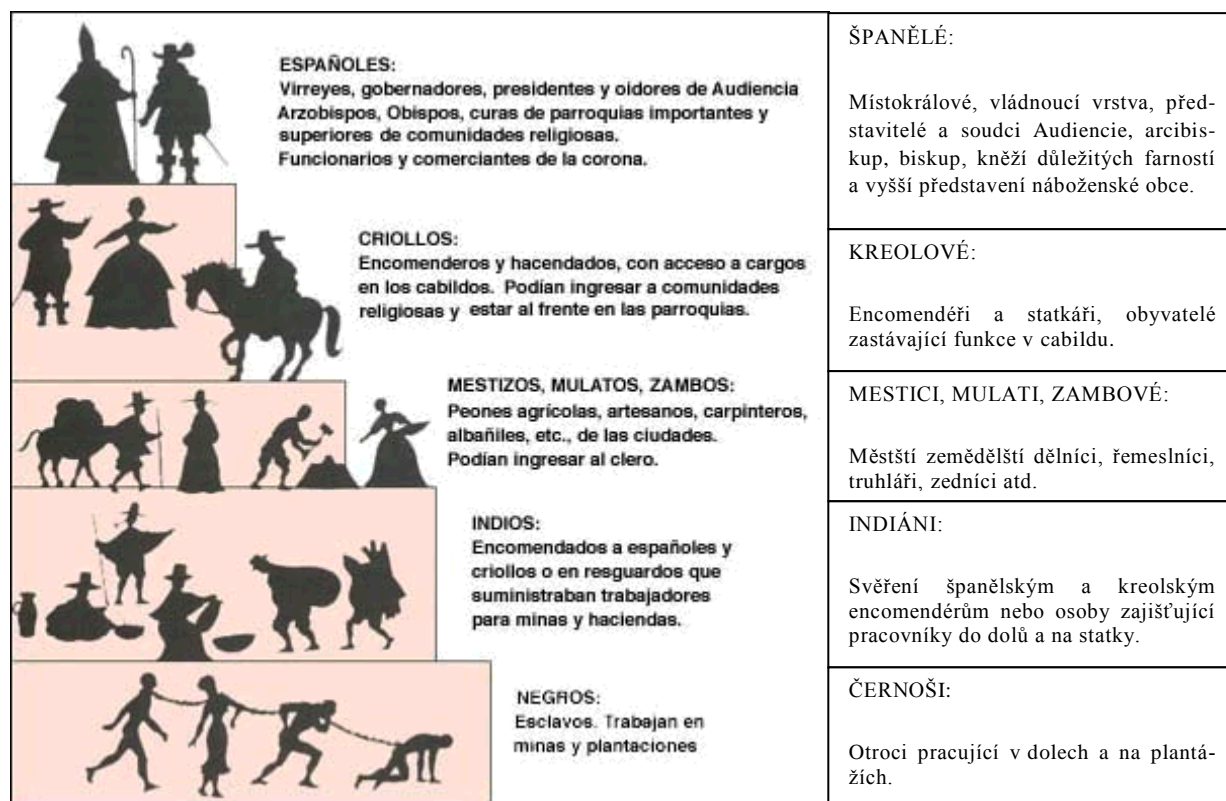 ESPAÑOLES:
Virreyes, gobernadores, presidentes y oidores de Audiencia
Arzobispos, Obispos, curas de parroquias importantes y
superiores de comunidades religiosas.
Funcionarios y comerciantes de la corona.
ŠPANĚLÉ:
Místokrálové, vládnoucí vrstva, před-
stavitelé a soudci Audiencie, arcibis-
kup, biskup, kněží důležitých farností
a vyšší představení náboženské obce.
CRIOLLOS:
Encomenderos y hacendados, con acceso a cargos
en los cabildos. Podían ingresar a comunidades
religiosas y estar al frente en las parroquias.
KREOLOVÉ:
Encomendéři a statkáři, obyvatelé
zastávající funkce v cabildu.
MESTIZOS, MULATOS, ZAMBOS:
Peones agrícolas, artesanos, carpinteros,
albañiles, etc., de las ciudades.
Podían ingresar al clero.
MESTICI, MULATI, ZAMBOVÉ:
Městští zemědělští dělníci, řemeslníci,
truhláři, zedníci atd.
INDIOS:
Encomendados a españoles y
criollos o en resguardos que
suministraban trabajadores
para minas y haciendas.
INDIÁNI:
Svěření španělským a kreolským
encomendérům nebo osoby zajišťující
pracovníky do dolů a na statky.
NEGROS:
Esclavos. Trabajan en
minas y plantaciones
ČERNOŠI:
Otroci pracující v dolech a na plantá-
žích.